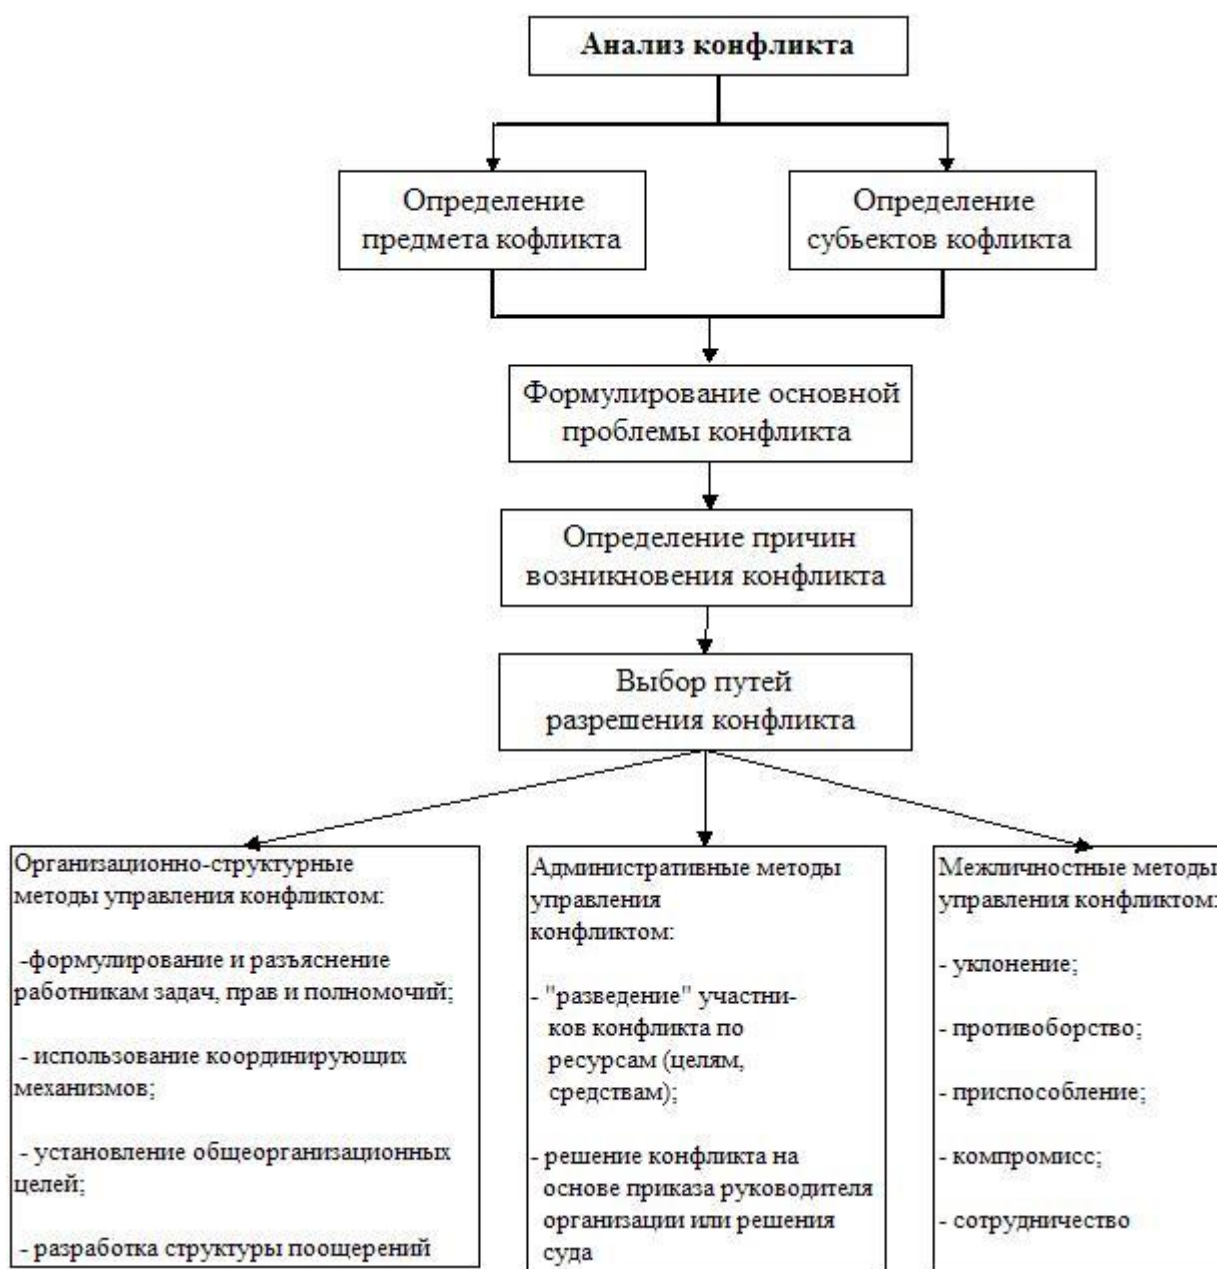 Анализ конфликта
Определение
предмета кофликта
Определение
субьектов кофликта
Формулирование основной
проблемы конфликта
Определение причин
возникновения конфликта
Выбор путей
разрешения конфликта
Организационно-структурные
методы управления конфликтом:
-формулирование и разъяснение
работникам задач, прав и полномочий;
- использование координирующих
механизмов;
- установление общеорганизационных
целей;
- разработка структуры поощрений
Административные методы
управления
конфликтом:
- "разведение" участни-
ков конфликта по
ресурсам (целям,
средствам);
- решение конфликта на
основе приказа руководителя
организации или решения
суда
Межличностные методы
управления конфликтом:
- уклонение;
- противоборство;
- приспособление;
- компромисс;
- сотрудничество